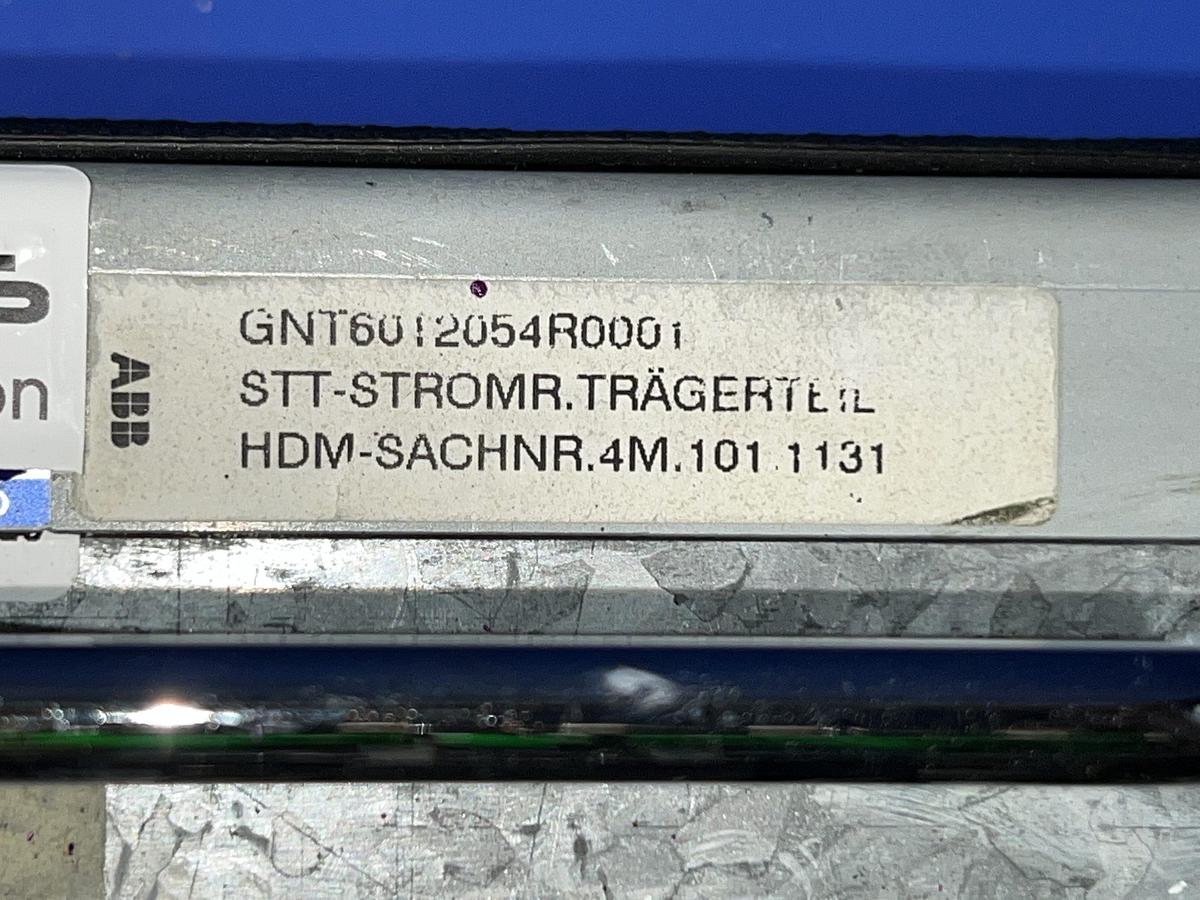 ABB
GNT6012054R0001
STT-STROMR.TRÄGERTEIL
HDM-SACHNR.4M.101.1131